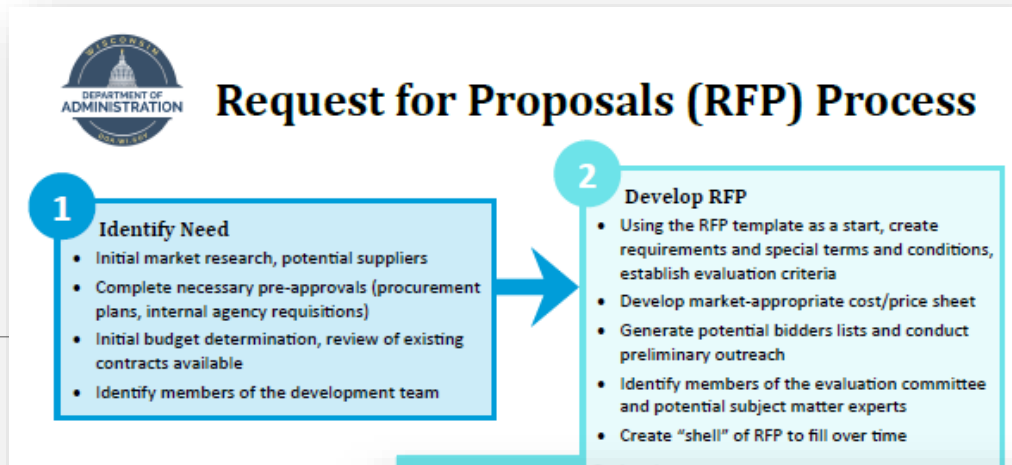 WISCONSIN
DEPARTMENT OF
ADMINISTRATION
DOA.WI.GOV
Request for Proposals (RFP) Process
1
Identify Need
• Initial market research, potential suppliers
• Complete necessary pre-approvals (procurement
plans, internal agency requisitions)
• Initial budget determination, review of existing
contracts available
• Identify members of the development team
2
Develop RFP
• Using the RFP template as a start, create
requirements and special terms and conditions,
establish evaluation criteria
• Develop market-appropriate cost/price sheet
• Generate potential bidders lists and conduct
preliminary outreach
• Identify members of the evaluation committee
and potential subject matter experts
• Create “shell” of RFP to fill over time